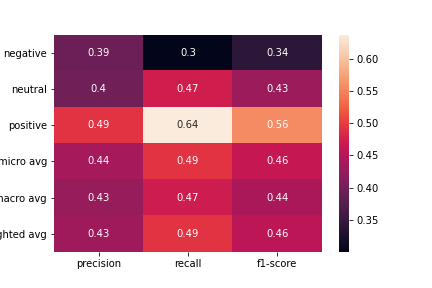 negative 0.39 0.3 0.34
neutral 0.4 0.47 0.43
positive 0.49 0.64 0.56
micro avg 0.44 0.49 0.46
nacro avg 0.43 0.47 0.44
ghted avg 0.43 0.49 0.46
precision recall f1-score
0.60
0.55
0.50
0.45
0.40
0.35